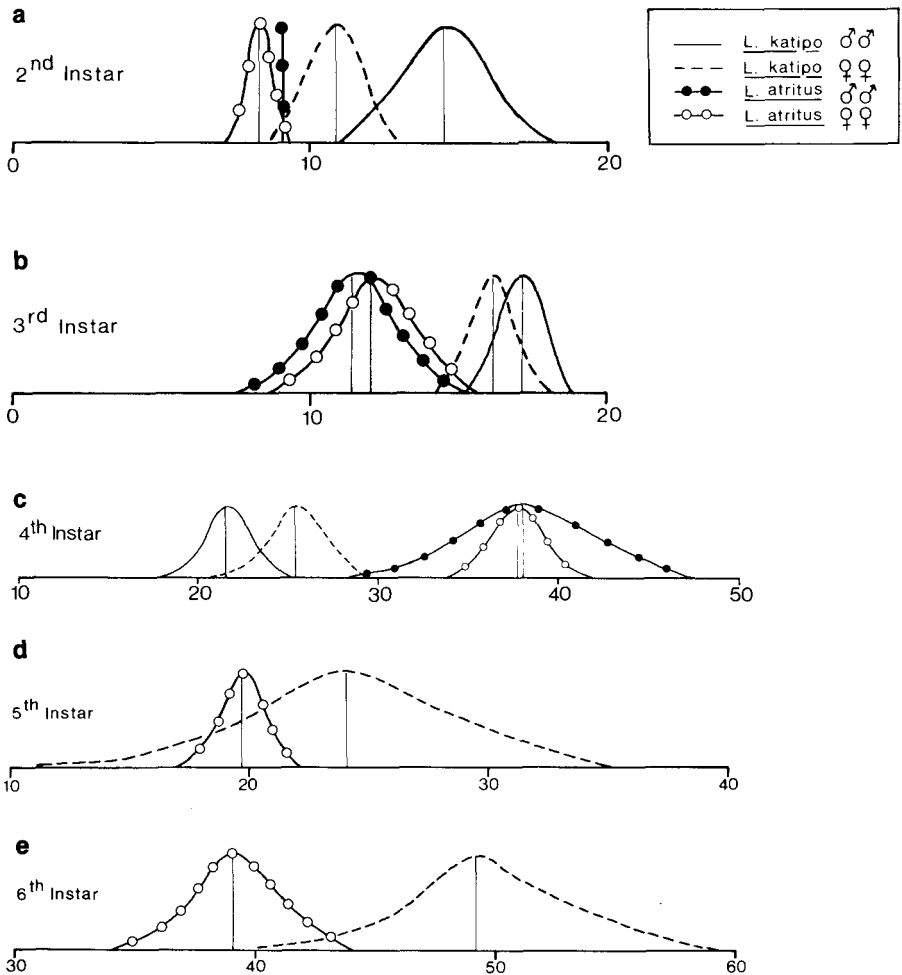 a
2nd Instar
0 10 20
L. katipo ♂♂
L. katipo ♀♀
L. atritus ♂♂
L. atritus ♀♀
b
3rd Instar
0 10 20
c
4th Instar
10 20 30 40 50
d
5th Instar
10 20 30 40
e
6th Instar
30 40 50 60